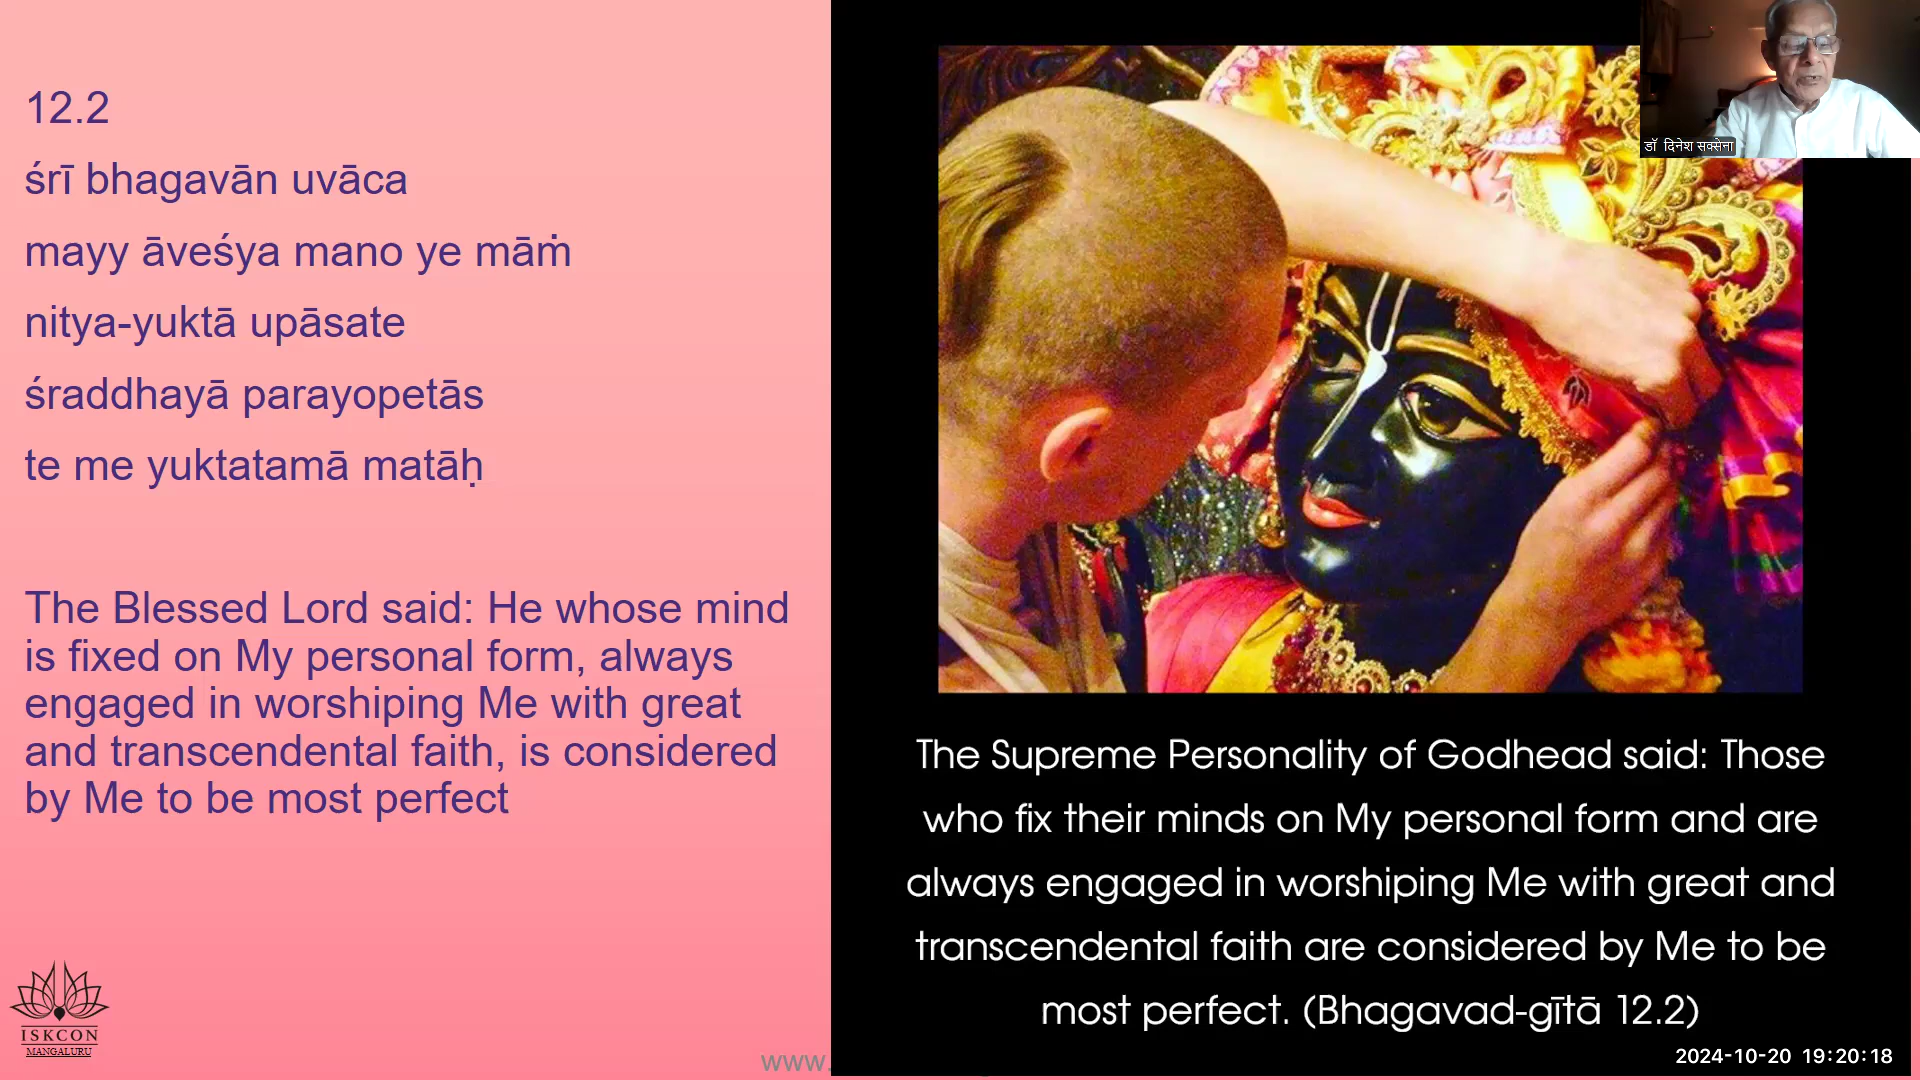 12.2
śrī bhagavān uvāca
mayy āveśya mano ye māṁ
nitya-yuktā upāsate
śraddhayā parayopetās
te me yuktatamā matāḥ
The Blessed Lord said: He whose mind
is fixed on My personal form, always
engaged in worshiping Me with great
and transcendental faith, is considered
by Me to be most perfect
ISKCON
MANGALURU
www.
डॉ दिनेश सक्सेना
The Supreme Personality of Godhead said: Those
who fix their minds on My personal form and are
always engaged in worshiping Me with great and
transcendental faith are considered by Me to be
most perfect. (Bhagavad-gītā 12.2)
2024-10-20 19:20:18